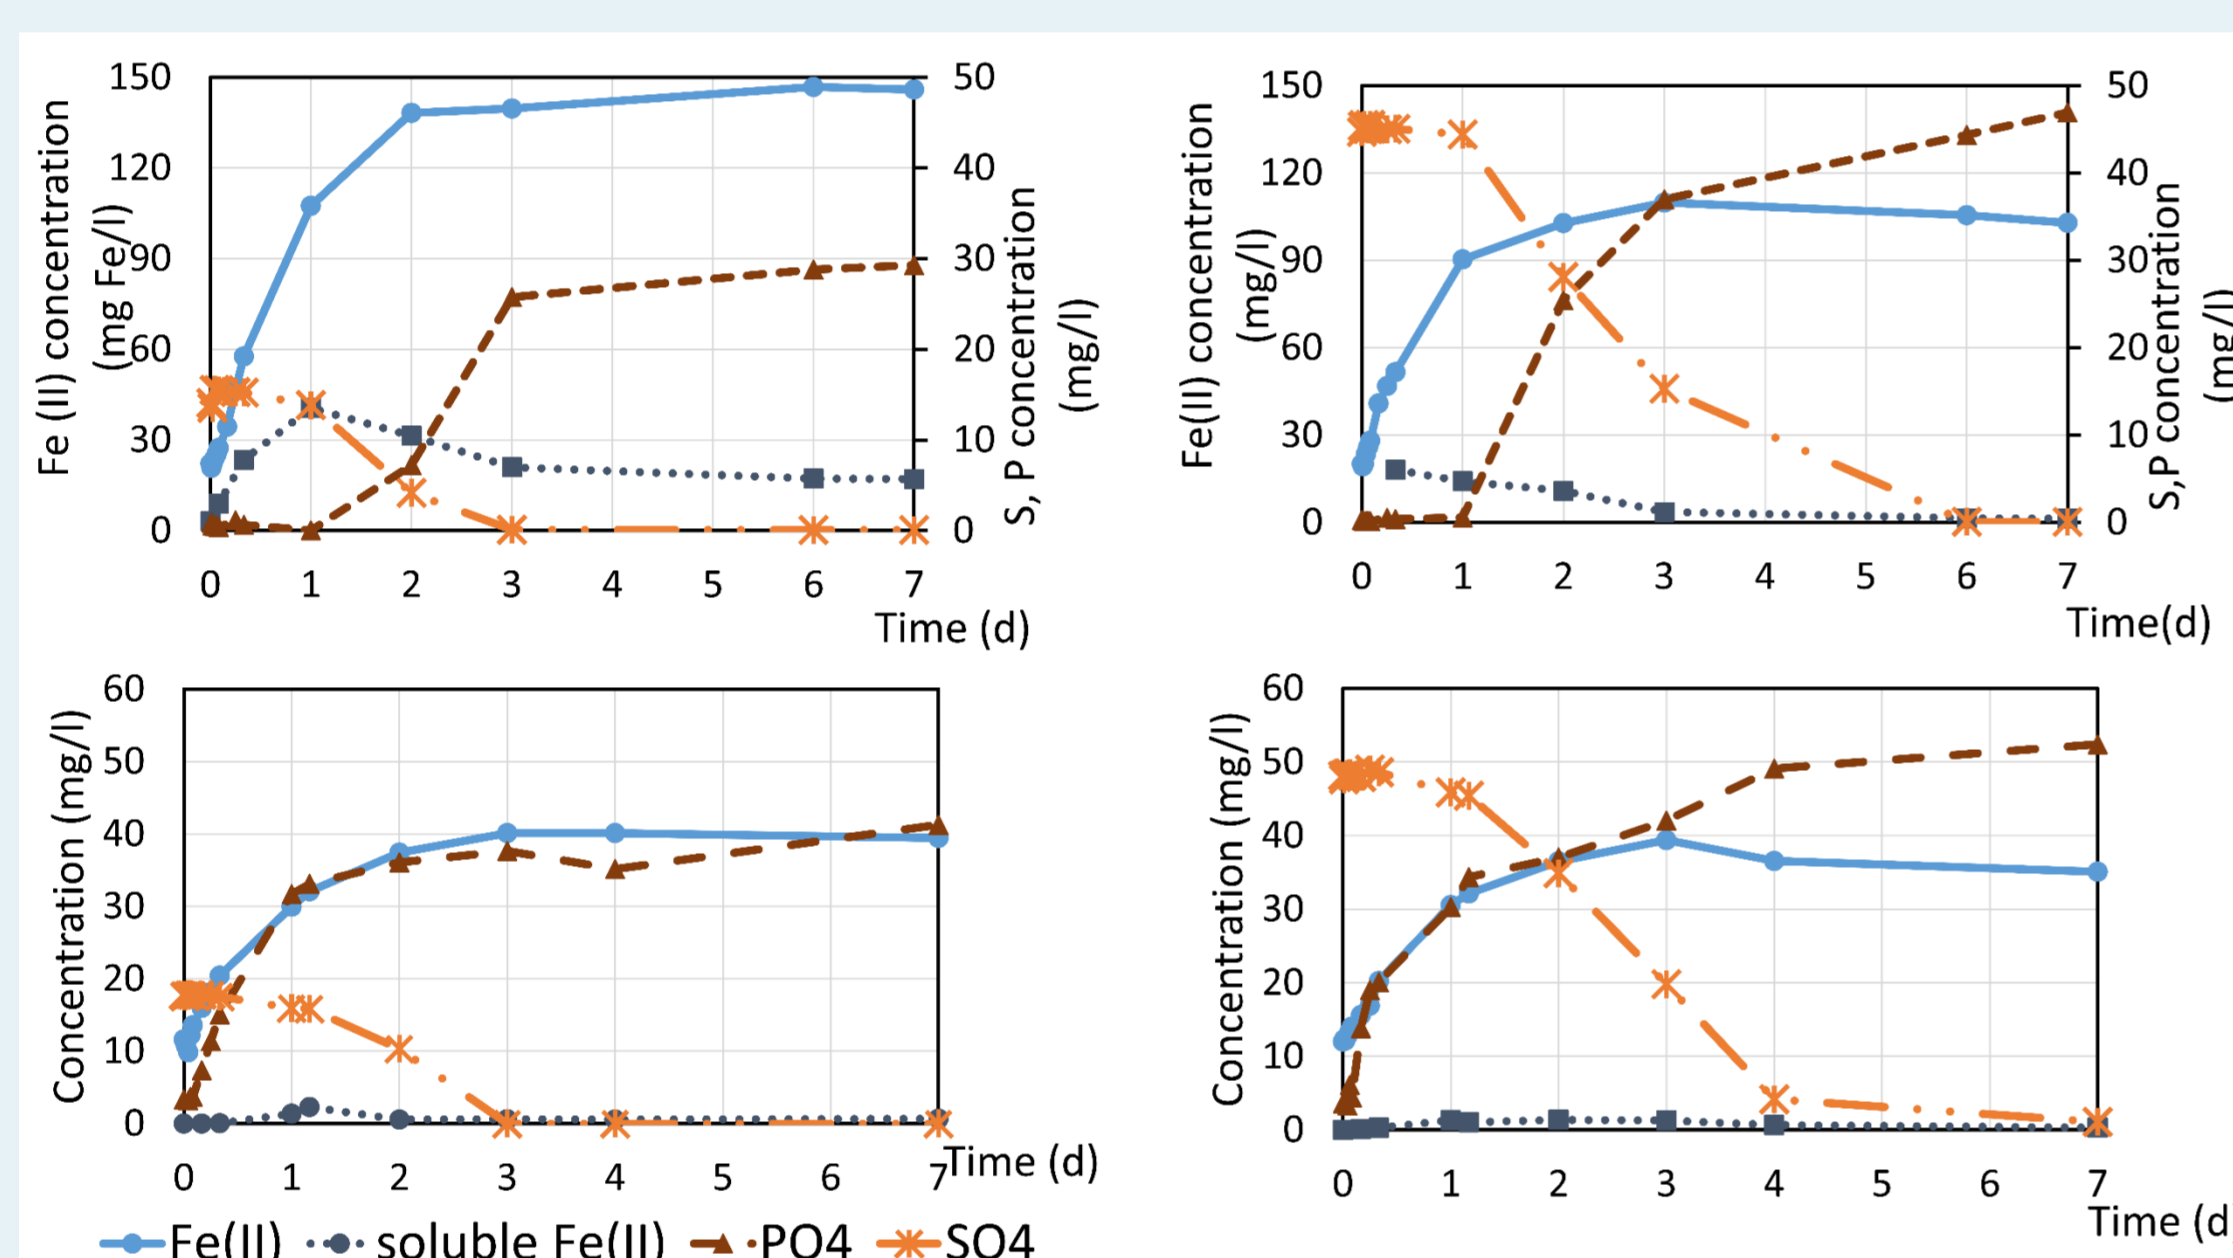 150
120
90
60
30
0
Fe (II) concentration
(mg Fe/l)
50
40
30
20
10
0
S, P concentration
(mg/l)
0 1 2 3 4 5 6 7
Time (d)
150
120
90
60
30
0
Fe(II) concentration
(mg/l)
50
40
30
20
10
0
S,P concentration
(mg/l)
0 1 2 3 4 5 6 7
Time(d)
60
50
40
30
20
10
0
Concentration (mg/l)
0 1 2 3 4 5 6 7
Time (d)
60
50
40
30
20
10
0
Concentration (mg/l)
0 1 2 3 4 5 6 7
Time (d
Fe(II) soluble Fe(II) PO4 SO4